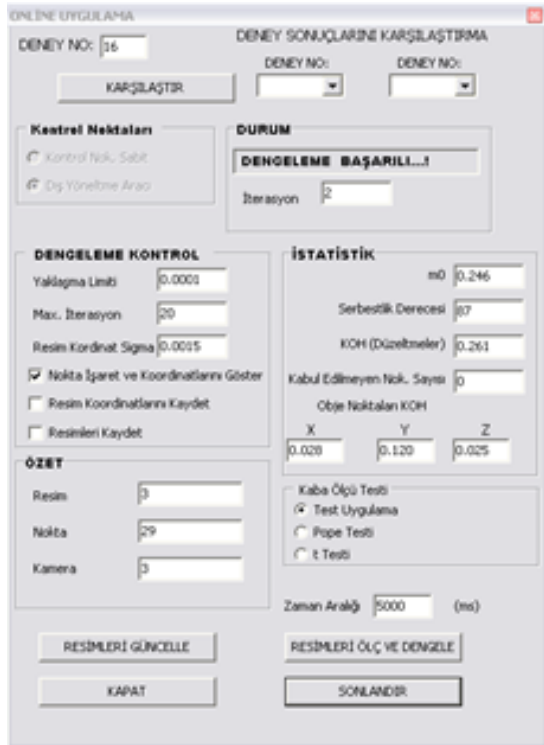 ONLINE UYGULAMA
DENEY NO: 16
DENEY SONUÇLARINI KARŞILAŞTIRMA
DENEY NO: DENEY NO:
KARŞILAŞTIR
Kontrol Noktaları
Kontrol Nok. Sabit
Dış Yöneltme Aracı
DURUM
DENGELEME BAŞARILI...!
İterasyon 2
DENGELEME KONTROL
Yaklaşma Limiti 0.0001
Max. İterasyon 20
Resim Kordinat Sigma 0.0015
Nokta İşaret ve Koordinatlarını Göster
Resim Koordinatlarını Kaydet
Resimleri Kaydet
İSTATİSTİK
m0 0.246
Serbestlik Derecesi 87
KOH (Düzeltmeler) 0.261
Kabul Edilmeyen Nok. Sayısı 0
Obje Noktaları KOH
X Y Z
0.028 0.120 0.025
ÖZET
Resim 3
Nokta 29
Kamera 3
Kaba Ölçü Testi
Test Uygulama
Pope Testi
t Testi
Zaman Aralığı 5000 (ms)
RESİMLERİ GÜNCELLE
RESİMLERİ ÖLÇ VE DENGELE
KAPAT
SONLANDIR